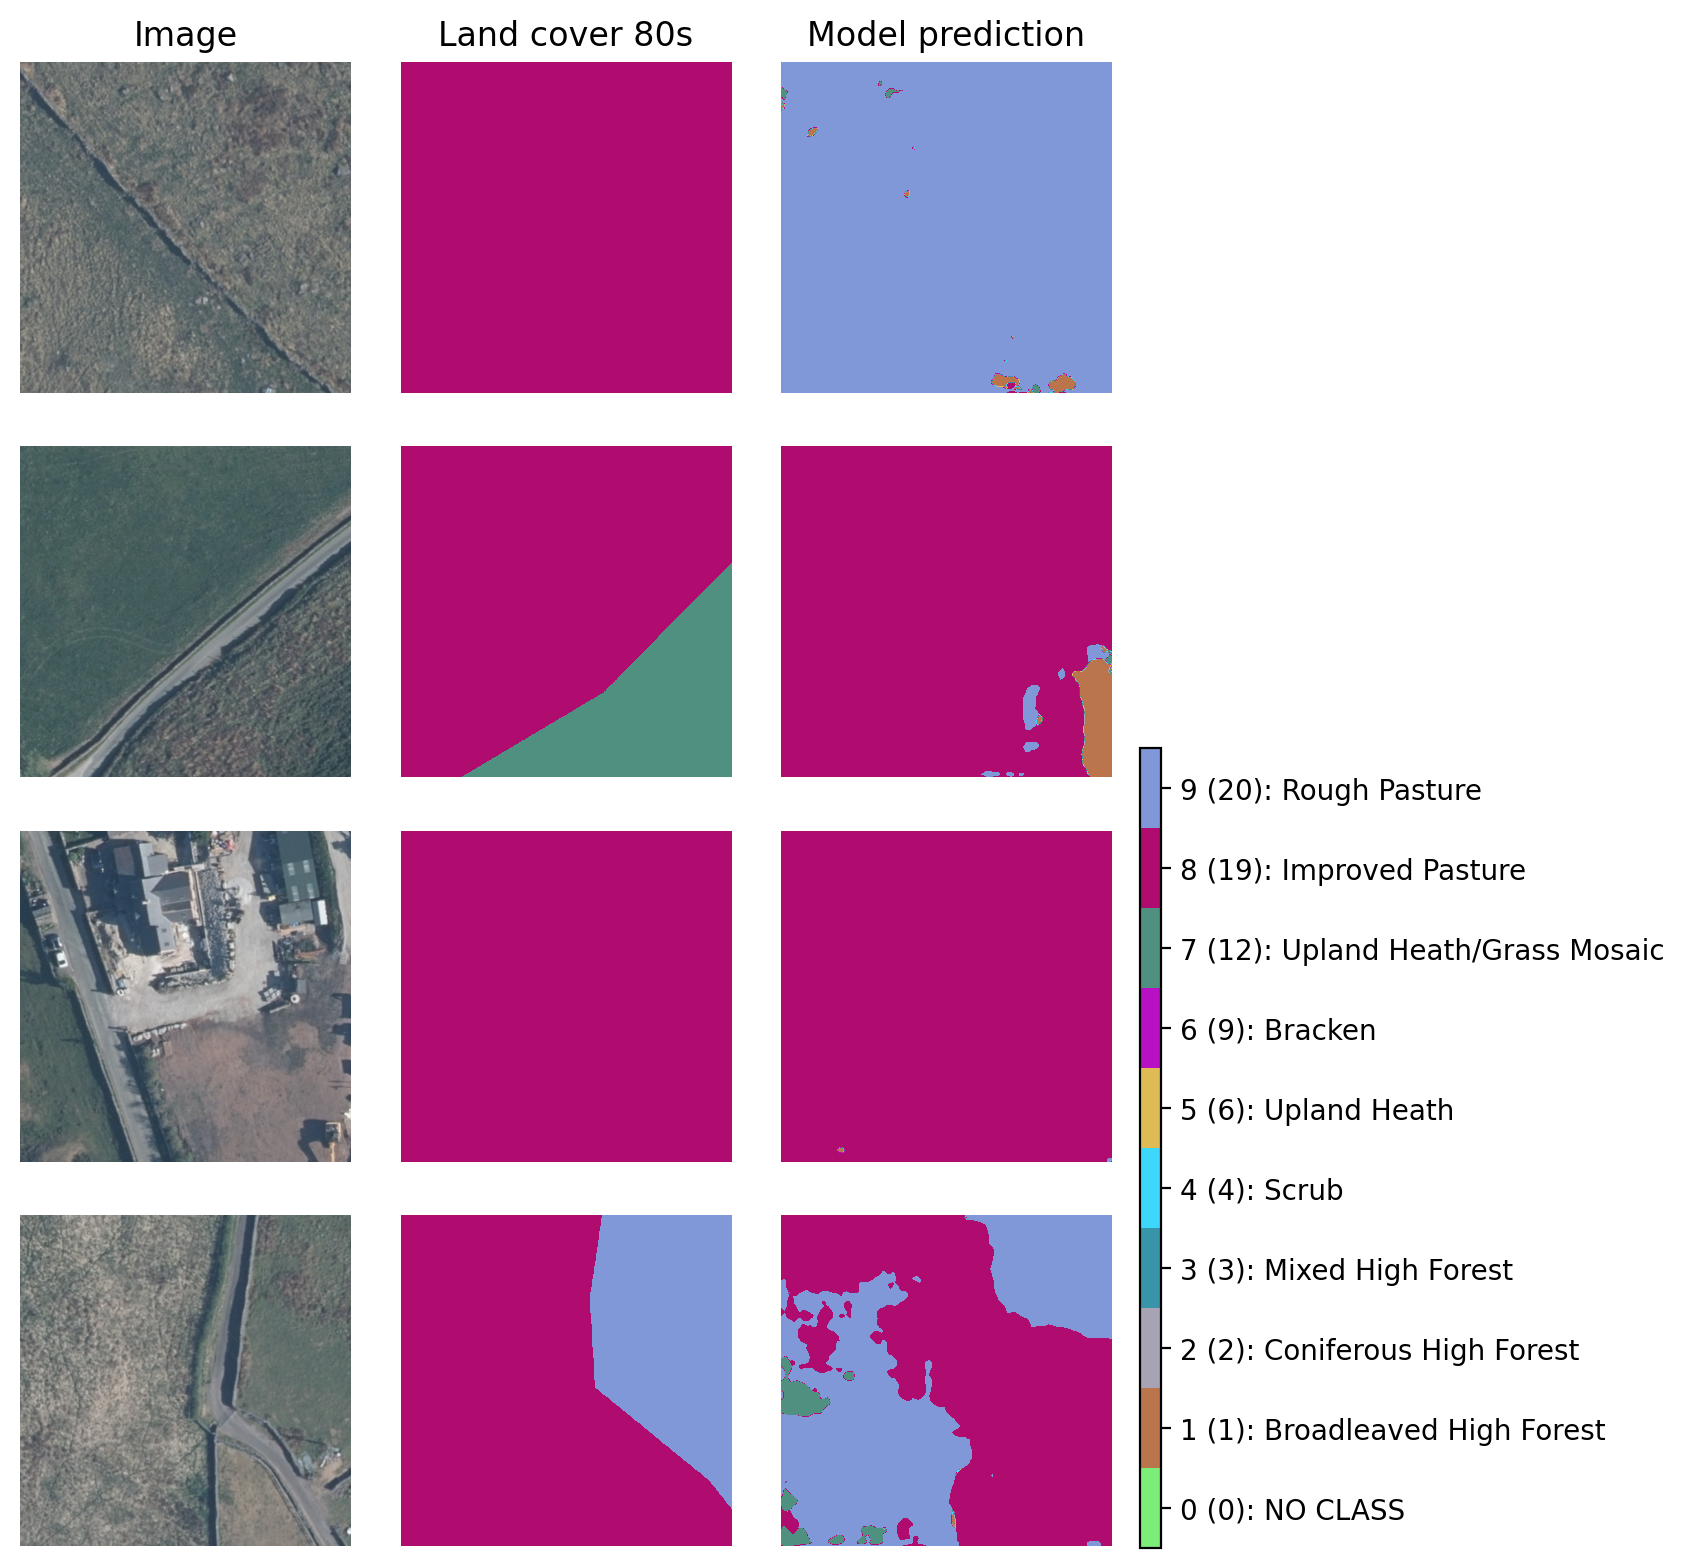 Image
Land cover 80s
Model prediction
9 (20): Rough Pasture
8 (19): Improved Pasture
7 (12): Upland Heath/Grass Mosaic
6 (9): Bracken
5 (6): Upland Heath
4 (4): Scrub
3 (3): Mixed High Forest
2 (2): Coniferous High Forest
1 (1): Broadleaved High Forest
0 (0): NO CLASS